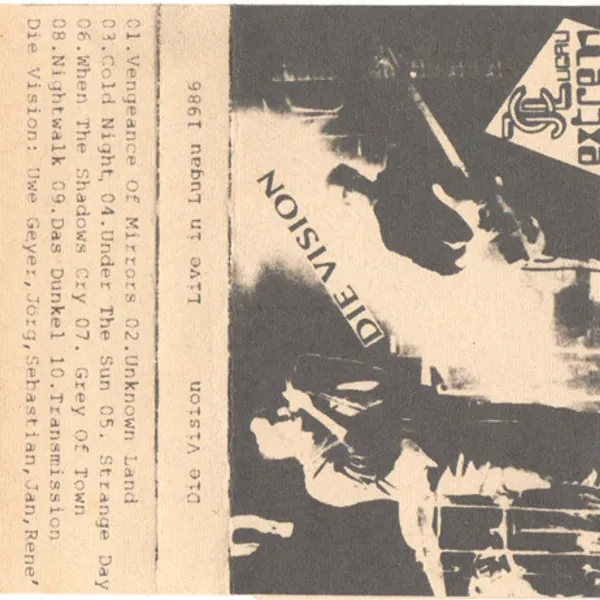 01.Vengeance Of Mirrors 02.Unknown Land
03.Cold Night, 04.Under The Sun 05. Strange Day
06.When The Shadows Cry 07. Grey Of Town
08.Nightwalk 09.Das Dunkel 10.Transmission
Die Vision: Uwe Geyer,Jörg,Sebastian,Jan,Rene'
Die Vision Live in Lugau 1986
DIE VISION
LUGAU